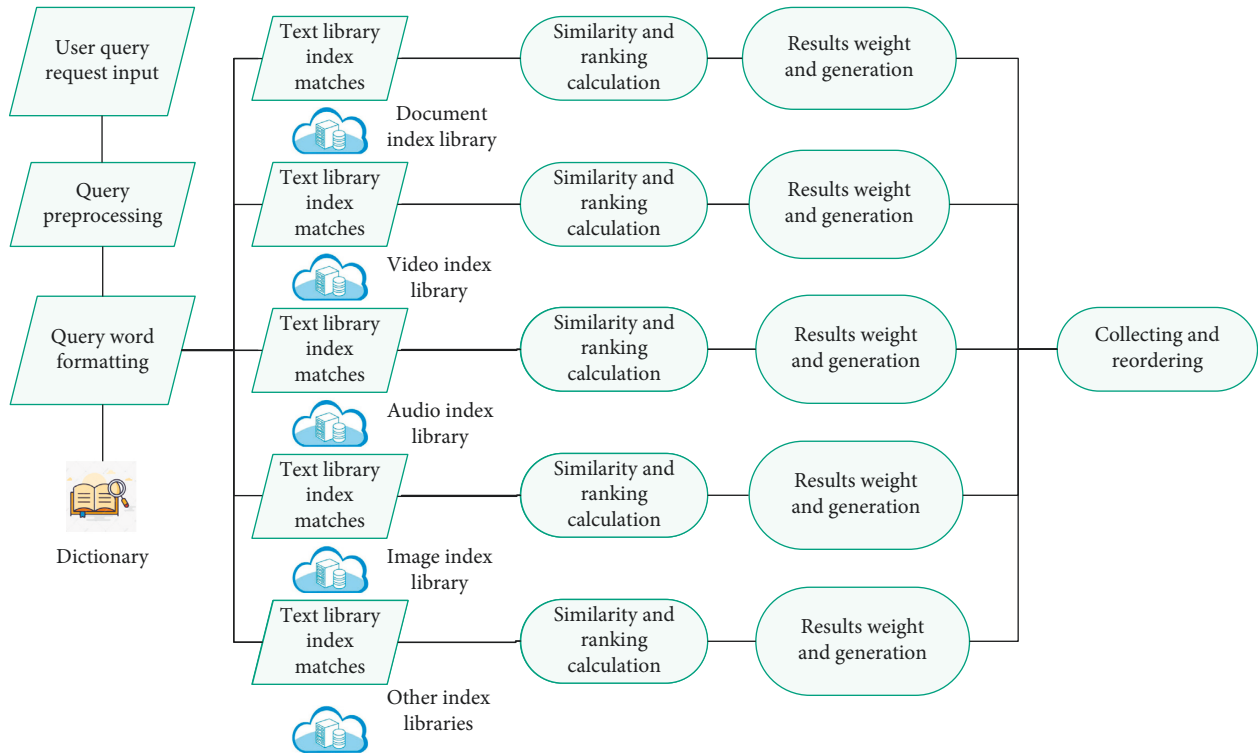 User query
request input
Query
preprocessing
Query word
formatting
Dictionary
Text library
index
matches
Document
index library
Similarity and
ranking
calculation
Results weight
and generation
Text library
index
matches
Video index
library
Similarity and
ranking
calculation
Results weight
and generation
Text library
index
matches
Audio index
library
Similarity and
ranking
calculation
Results weight
and generation
Text library
index
matches
Image index
library
Similarity and
ranking
calculation
Results weight
and generation
Text library
index
matches
Other index
libraries
Similarity and
ranking
calculation
Results weight
and generation
Collecting and
reordering